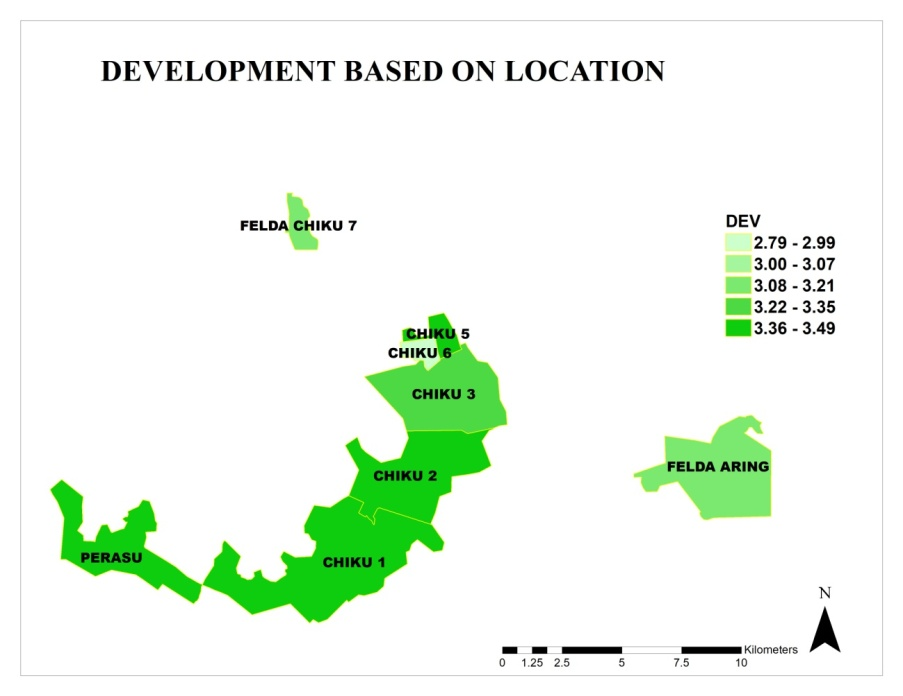 DEVELOPMENT BASED ON LOCATION
FELDA CHIKU 7
DEV
2.79 - 2.99
3.00 - 3.07
3.08 - 3.21
3.22 - 3.35
3.36 - 3.49
CHIKU 5
CHIKU 6
CHIKU 3
FELDA ARING
CHIKU 2
PERASU
CHIKU 1
N
Kilometers
0 1.25 2.5 5 7.5 10